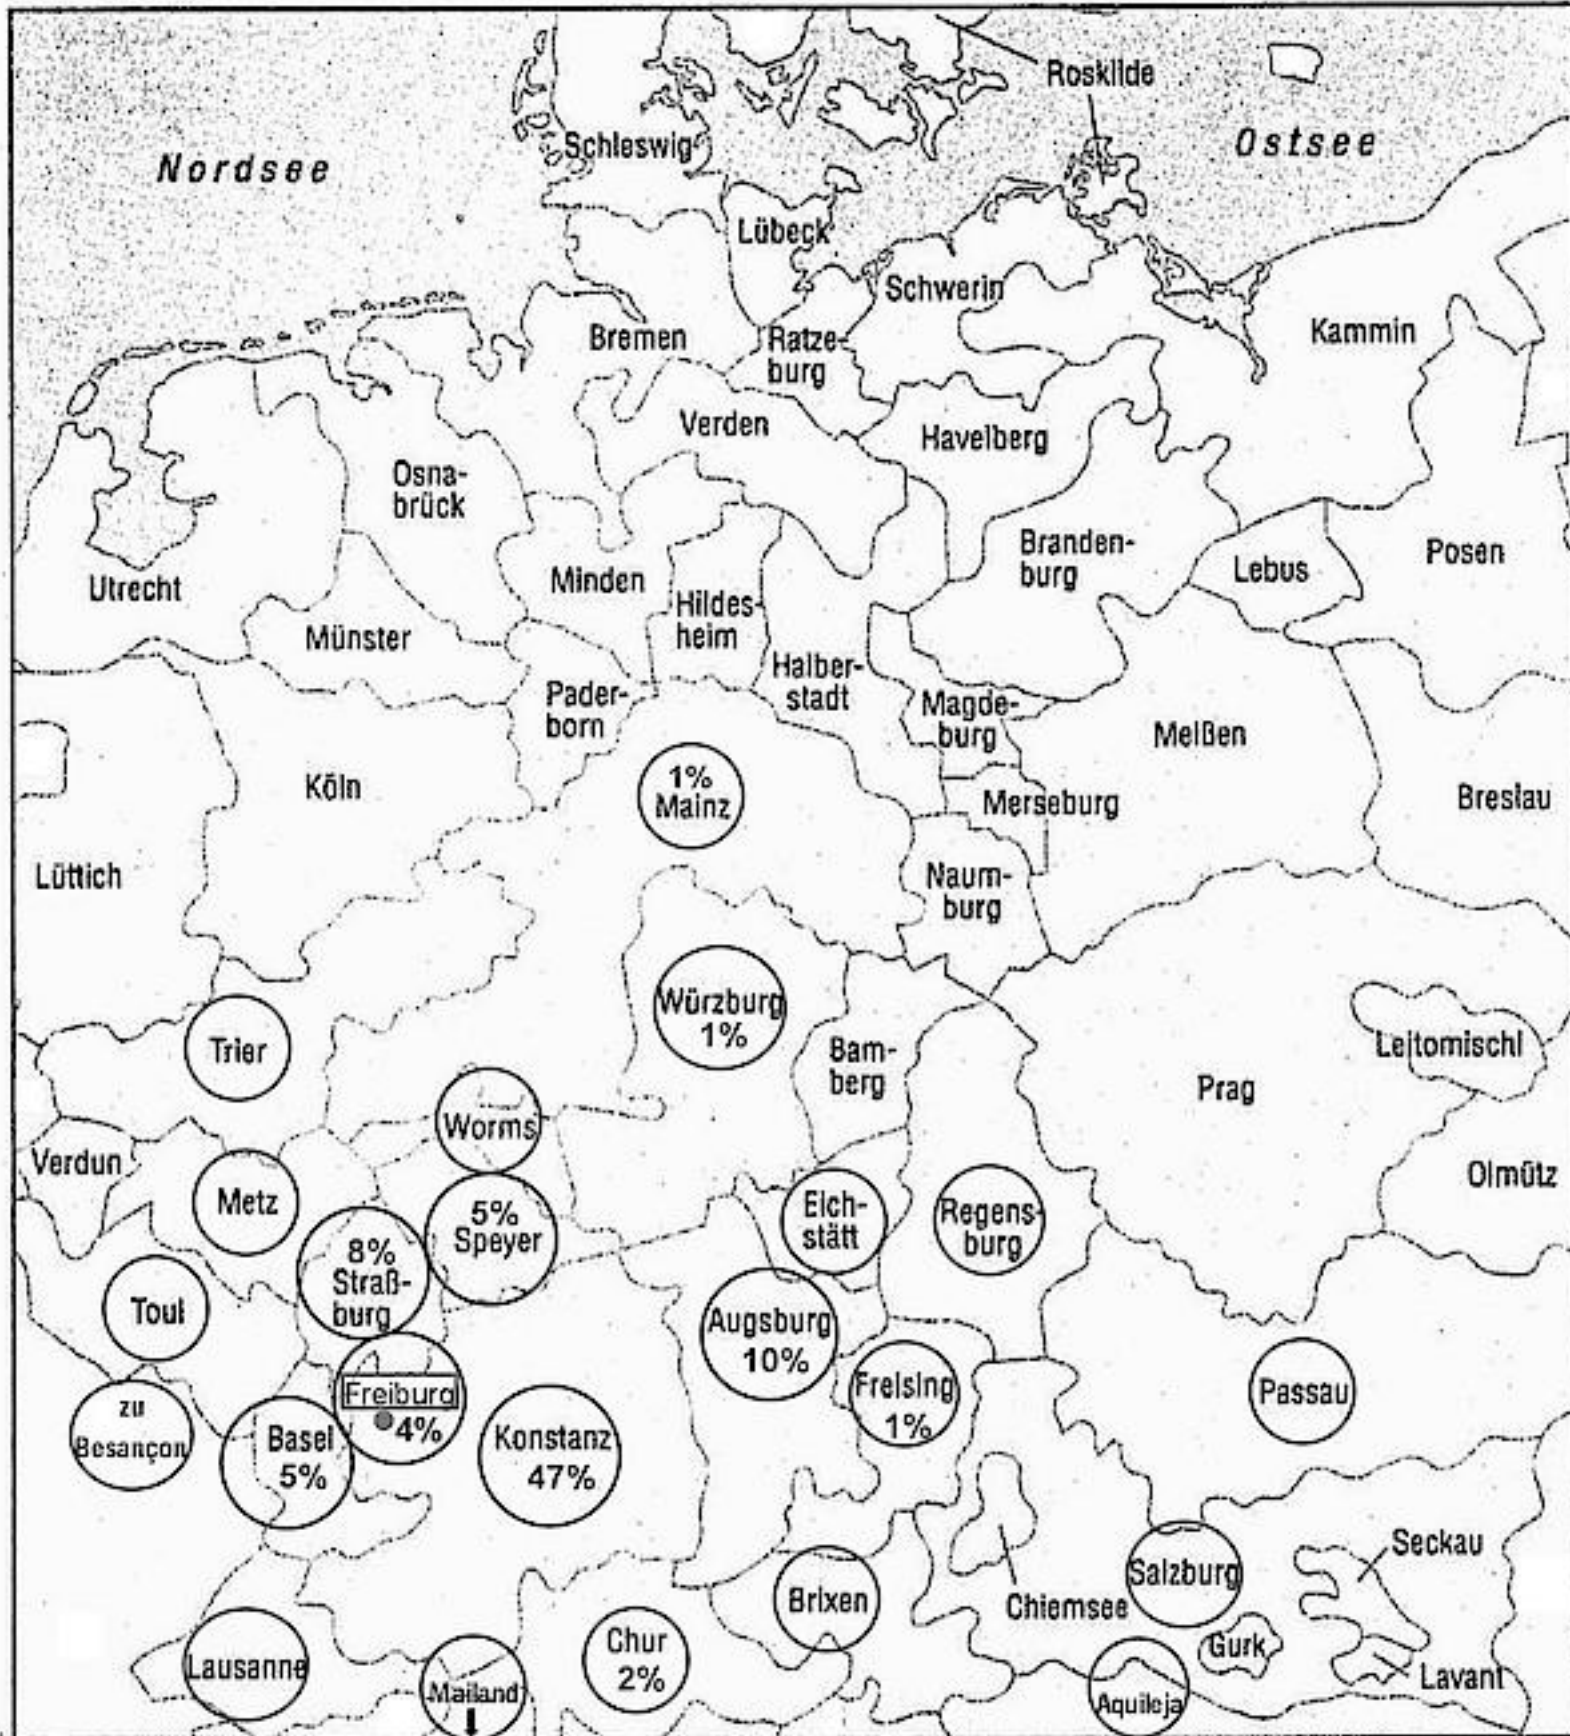 Roskilde
Nordsee
Ostsee
Schleswig
Lübeck
Schwerin
Bremen
Ratze-
burg
Kammin
Verden
Havelberg
Osna-
brück
Branden-
burg
Lebus
Posen
Utrecht
Minden
Hildes-
heim
Münster
Halber-
stadt
Pader-
born
Magde-
burg
Meißen
Köln
1%
Mainz
Merseburg
Breslau
Lüttich
Naum-
burg
Würzburg
1%
Trier
Bam-
berg
Leitomischl
Prag
Worms
Verdun
Olmütz
Metz
5%
Speyer
Eich-
stätt
Regens-
burg
8%
Straß-
burg
Toul
Augsburg
10%
Freiburg
4%
Freising
1%
Passau
zu
Besançon
Basel
5%
Konstanz
47%
Seckau
Salzburg
Brixen
Chiemsee
Chur
2%
Gurk
Lausanne
Lavant
Mailand
Aquileja